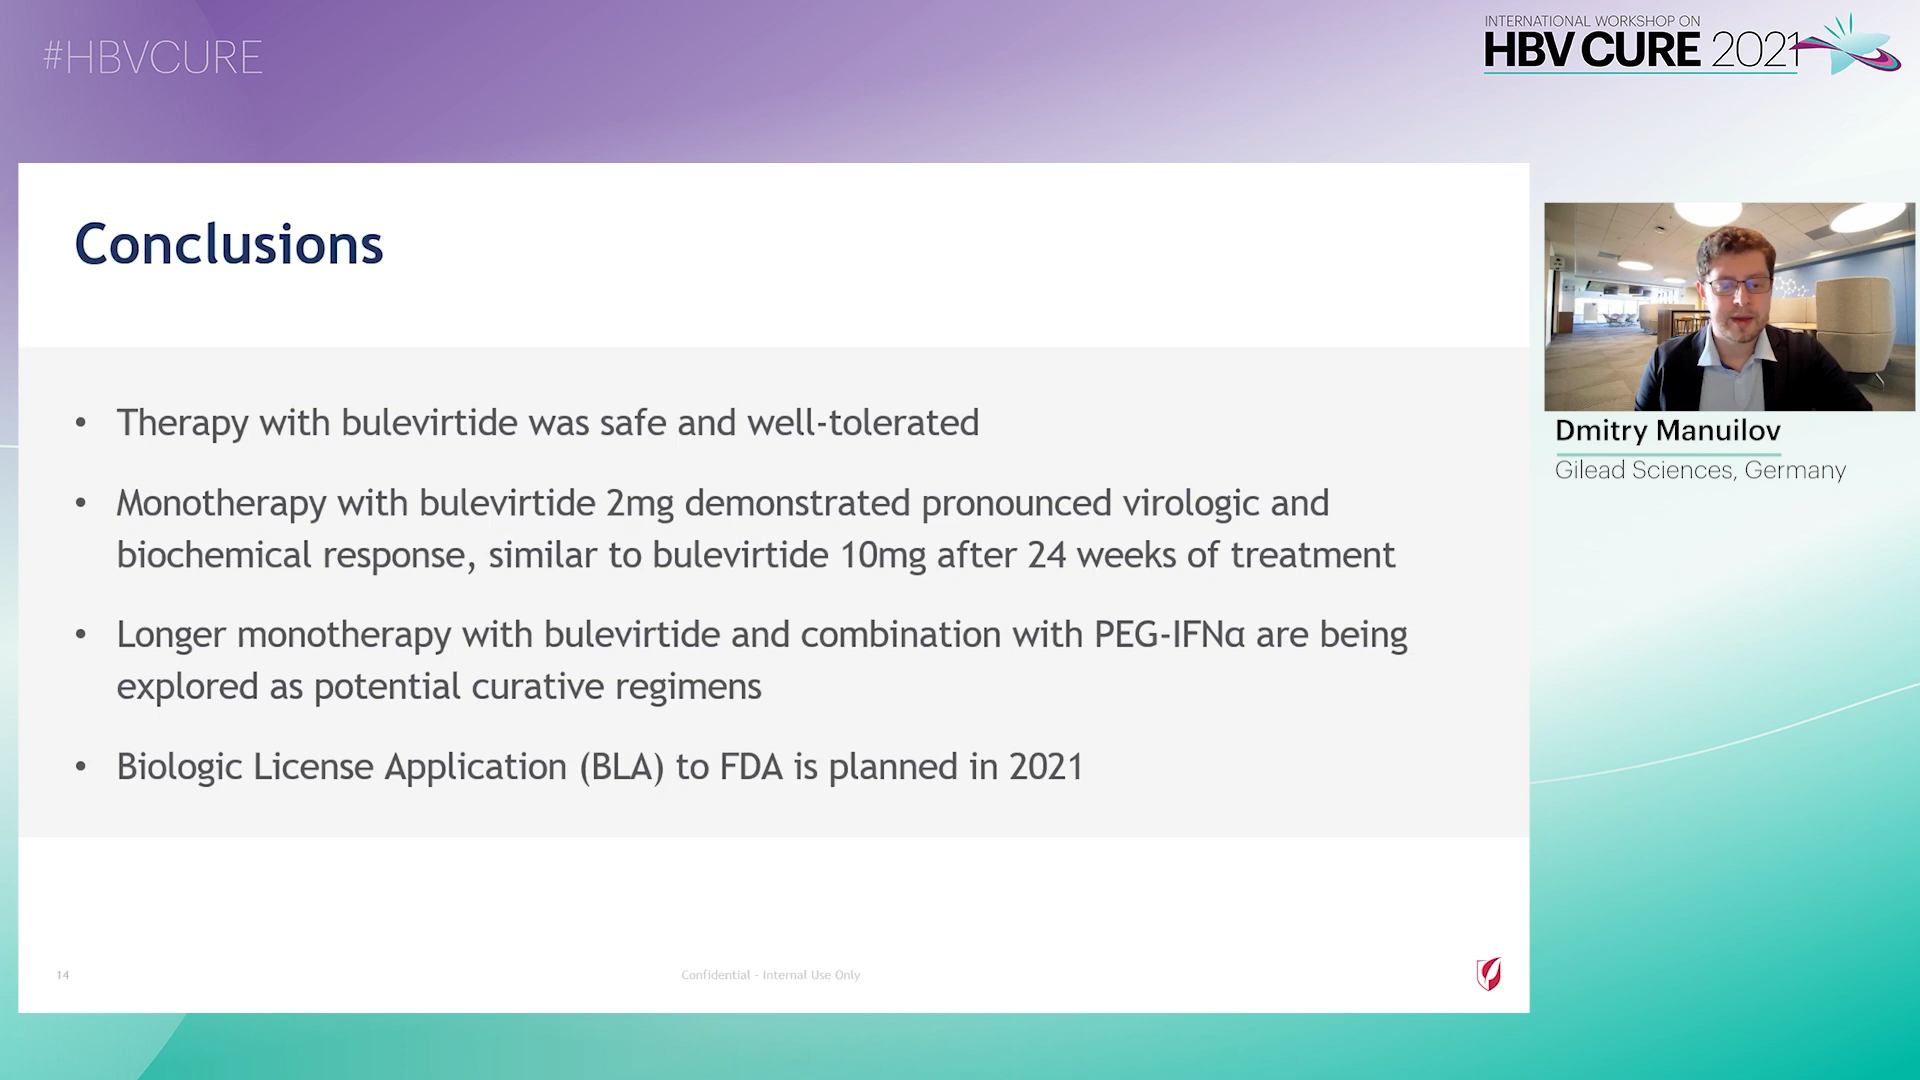 #HBVCURE
INTERNATIONAL WORKSHOP ON
HBV CURE 2021
Conclusions
• Therapy with bulevirtide was safe and well-tolerated
• Monotherapy with bulevirtide 2mg demonstrated pronounced virologic and
biochemical response, similar to bulevirtide 10mg after 24 weeks of treatment
• Longer monotherapy with bulevirtide and combination with PEG-IFNα are being
explored as potential curative regimens
• Biologic License Application (BLA) to FDA is planned in 2021
14
Confidential - Internal Use Only
Dmitry Manuilov
Gilead Sciences, Germany